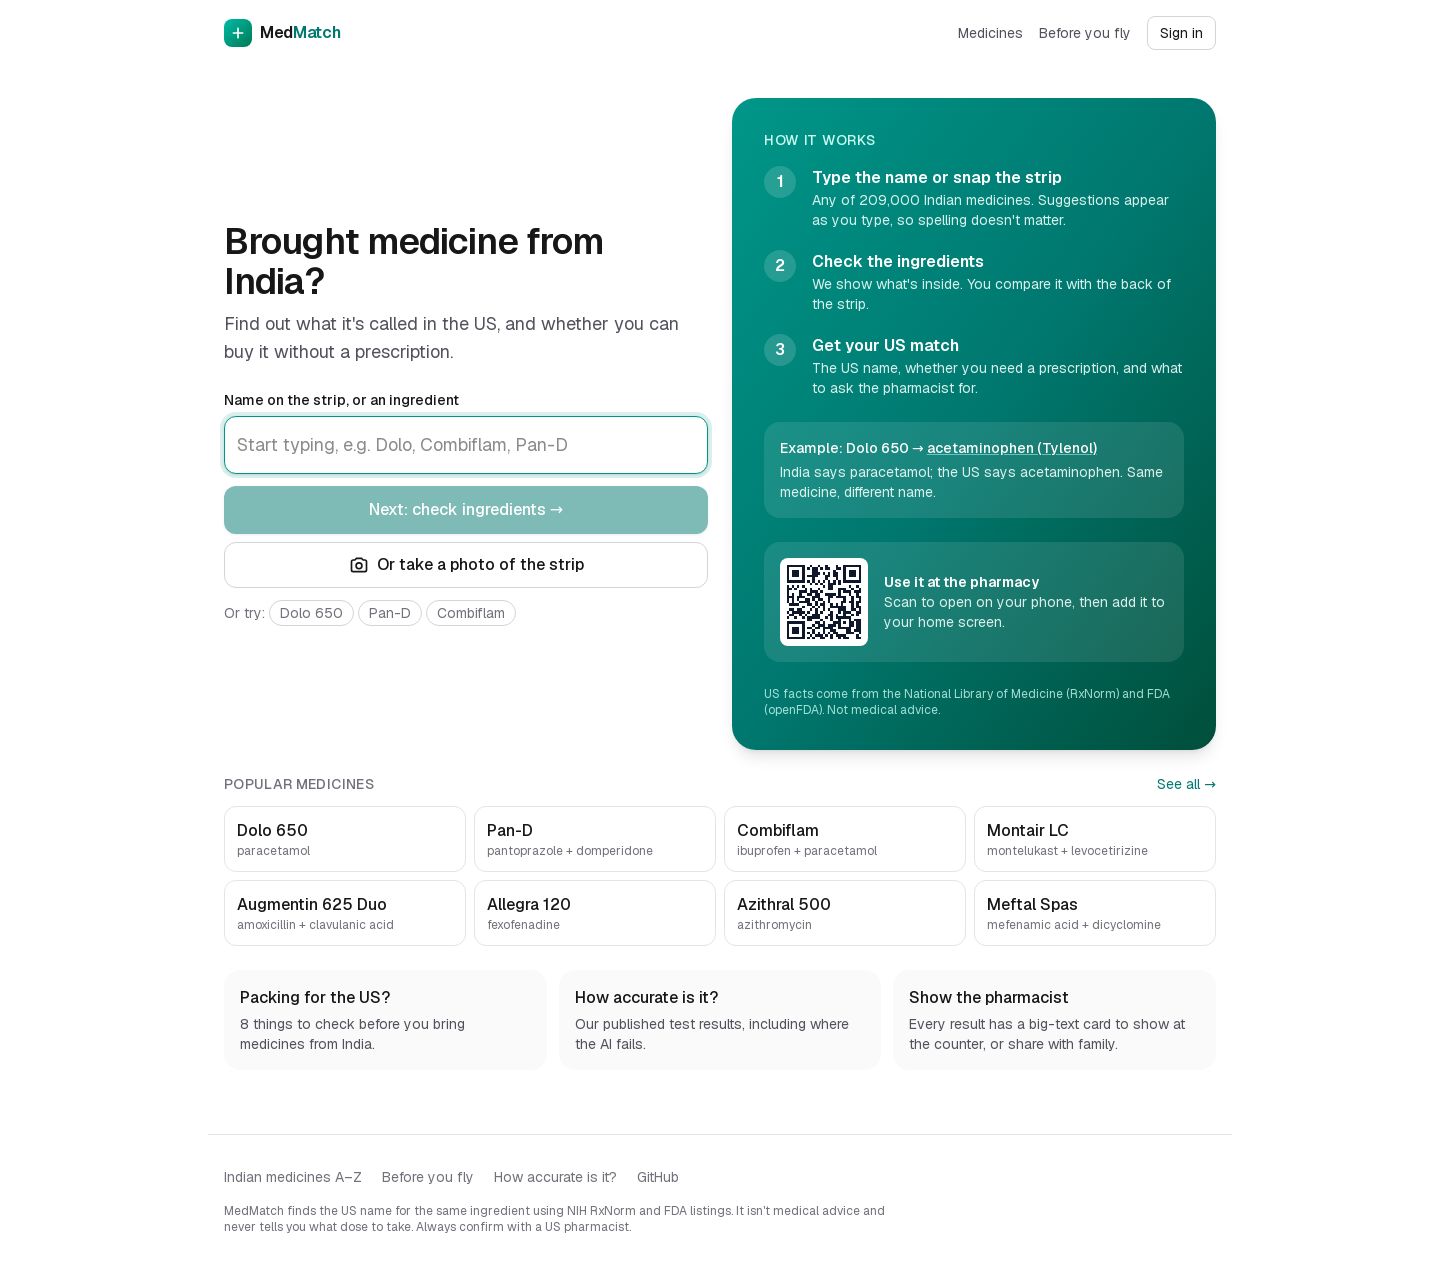 MedMatch
Medicines
Before you fly
Sign in
Brought medicine from
India?
Find out what it's called in the US, and whether you can
buy it without a prescription.
Name on the strip, or an ingredient
Start typing, e.g. Dolo, Combiflam, Pan-D
Next: check ingredients →
Or take a photo of the strip
Or try: Dolo 650 Pan-D Combiflam
HOW IT WORKS
1
Type the name or snap the strip
Any of 209,000 Indian medicines. Suggestions appear
as you type, so spelling doesn't matter.
2
Check the ingredients
We show what's inside. You compare it with the back of
the strip.
3
Get your US match
The US name, whether you need a prescription, and what
to ask the pharmacist for.
Example: Dolo 650 → acetaminophen (Tylenol)
India says paracetamol; the US says acetaminophen. Same
medicine, different name.
Use it at the pharmacy
Scan to open on your phone, then add it to
your home screen.
US facts come from the National Library of Medicine (RxNorm) and FDA
(openFDA). Not medical advice.
POPULAR MEDICINES
See all →
Dolo 650
paracetamol
Pan-D
pantoprazole + domperidone
Combiflam
ibuprofen + paracetamol
Montair LC
montelukast + levocetirizine
Augmentin 625 Duo
amoxicillin + clavulanic acid
Allegra 120
fexofenadine
Azithral 500
azithromycin
Meftal Spas
mefenamic acid + dicyclomine
Packing for the US?
8 things to check before you bring
medicines from India.
How accurate is it?
Our published test results, including where
the AI fails.
Show the pharmacist
Every result has a big-text card to show at
the counter, or share with family.
Indian medicines A–Z
Before you fly
How accurate is it?
GitHub
MedMatch finds the US name for the same ingredient using NIH RxNorm and FDA listings. It isn't medical advice and
never tells you what dose to take. Always confirm with a US pharmacist.